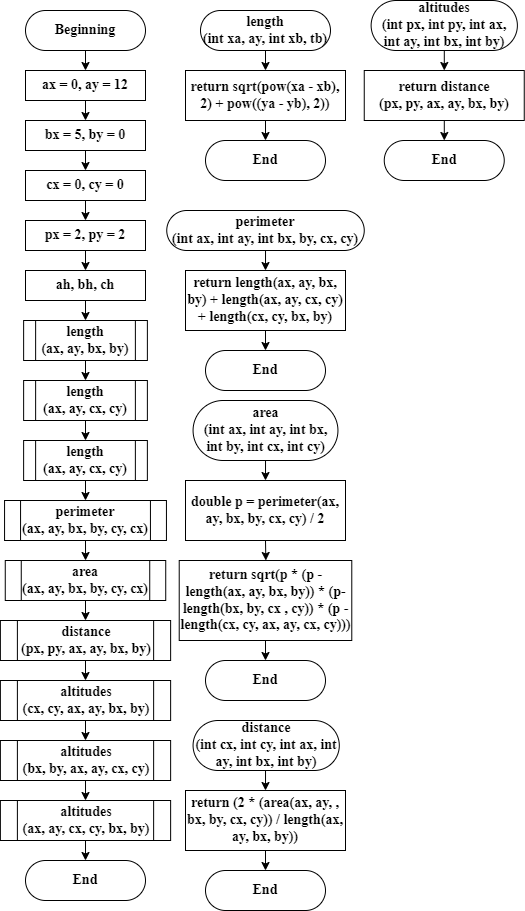 Beginning
ax = 0, ay = 12
bx = 5, by = 0
cx = 0, cy = 0
px = 2, py = 2
ah, bh, ch
length
(ax, ay, bx, by)
length
(ax, ay, cx, cy)
length
(ax, ay, cx, cy)
perimeter
(ax, ay, bx, by, cy, cx)
area
(ax, ay, bx, by, cy, cx)
distance
(px, py, ax, ay, bx, by)
altitudes
(cx, cy, ax, ay, bx, by)
altitudes
(bx, by, ax, ay, cx, cy)
altitudes
(ax, ay, cx, cy, bx, by)
End
length
(int xa, ay, int xb, tb)
return sqrt(pow(xa - xb),
2) + pow((ya - yb), 2))
End
perimeter
(int ax, int ay, int bx, by, cx, cy)
return length(ax, ay, bx,
by) + length(ax, ay, cx, cy)
+ length(cx, cy, bx, by)
End
area
(int ax, int ay, int bx,
int by, int cx, int cy)
double p = perimeter(ax,
ay, bx, by, cx, cy) / 2
return sqrt(p * (p -
length(ax, ay, bx, by)) * (p-
length(bx, by, cx , cy)) * (p -
length(cx, cy, ax, ay, cx, cy)))
End
distance
(int cx, int cy, int ax, int
ay, int bx, int by)
return (2 * (area(ax, ay, ,
bx, by, cx, cy)) / length(ax,
ay, bx, by))
End
altitudes
(int px, int py, int ax,
int ay, int bx, int by)
return distance
(px, py, ax, ay, bx, by)
End